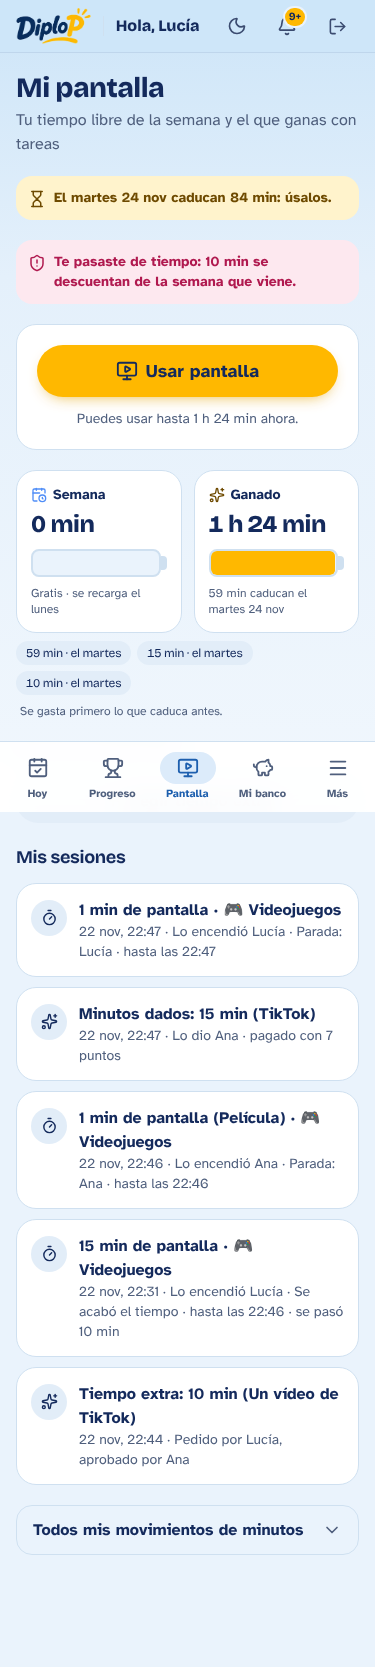 DiploP
Hola, Lucía
9+
Mi pantalla
Tu tiempo libre de la semana y el que ganas con
tareas
El martes 24 nov caducan 84 min: úsalos.
Te pasaste de tiempo: 10 min se
descuentan de la semana que viene.
Usar pantalla
Puedes usar hasta 1 h 24 min ahora.
Semana
0 min
Gratis · se recarga el
lunes
Ganado
1 h 24 min
59 min caducan el
martes 24 nov
59 min · el martes
15 min · el martes
10 min · el martes
Se gasta primero lo que caduca antes.
Hoy
Progreso
Pantalla
Mi banco
Más
Mis sesiones
1 min de pantalla · 🎮 Videojuegos
22 nov, 22:47 · Lo encendió Lucía · Parada:
Lucía · hasta las 22:47
Minutos dados: 15 min (TikTok)
22 nov, 22:47 · Lo dio Ana · pagado con 7
puntos
1 min de pantalla (Película) · 🎮
Videojuegos
22 nov, 22:46 · Lo encendió Ana · Parada:
Ana · hasta las 22:46
15 min de pantalla · 🎮
Videojuegos
22 nov, 22:31 · Lo encendió Lucía · Se
acabó el tiempo · hasta las 22:46 · se pasó
10 min
Tiempo extra: 10 min (Un vídeo de
TikTok)
22 nov, 22:44 · Pedido por Lucía,
aprobado por Ana
Todos mis movimientos de minutos